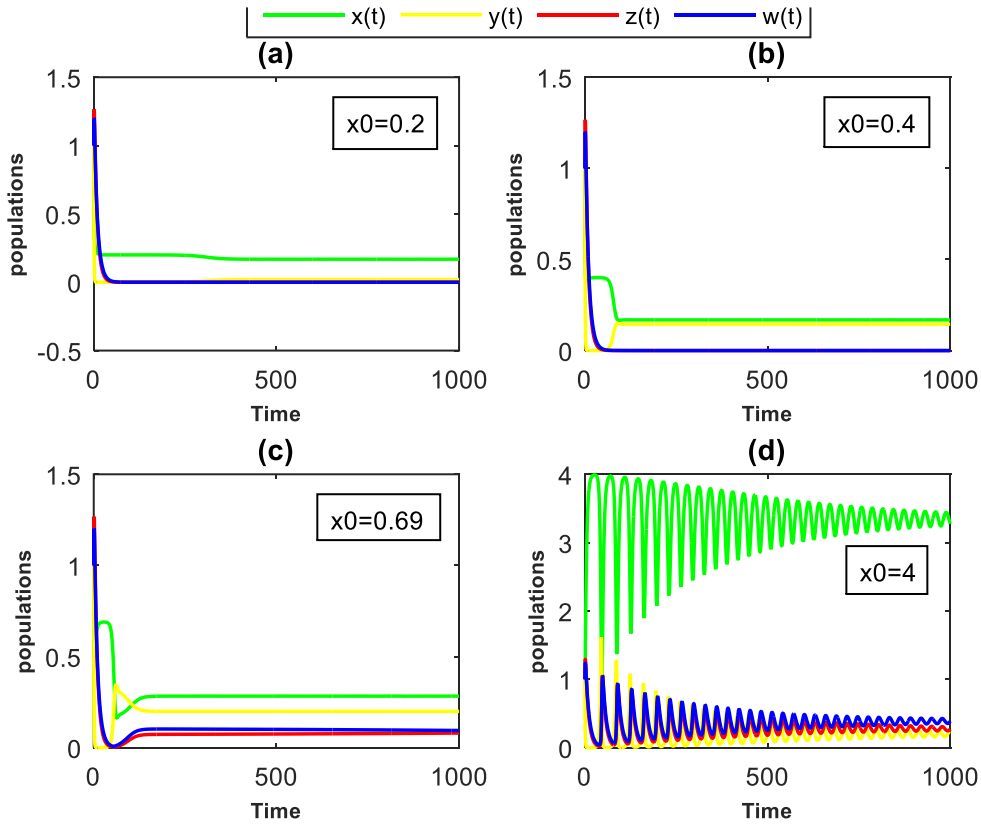 x(t) y(t) z(t) w(t)
(a)
1.5
1
0.5
0
-0.5
populations
x0=0.2
0 500 1000
Time
(b)
1.5
1
0.5
0
populations
x0=0.4
0 500 1000
Time
(c)
1.5
1
0.5
0
populations
x0=0.69
0 500 1000
Time
(d)
4
3
2
1
0
populations
x0=4
0 500 1000
Time